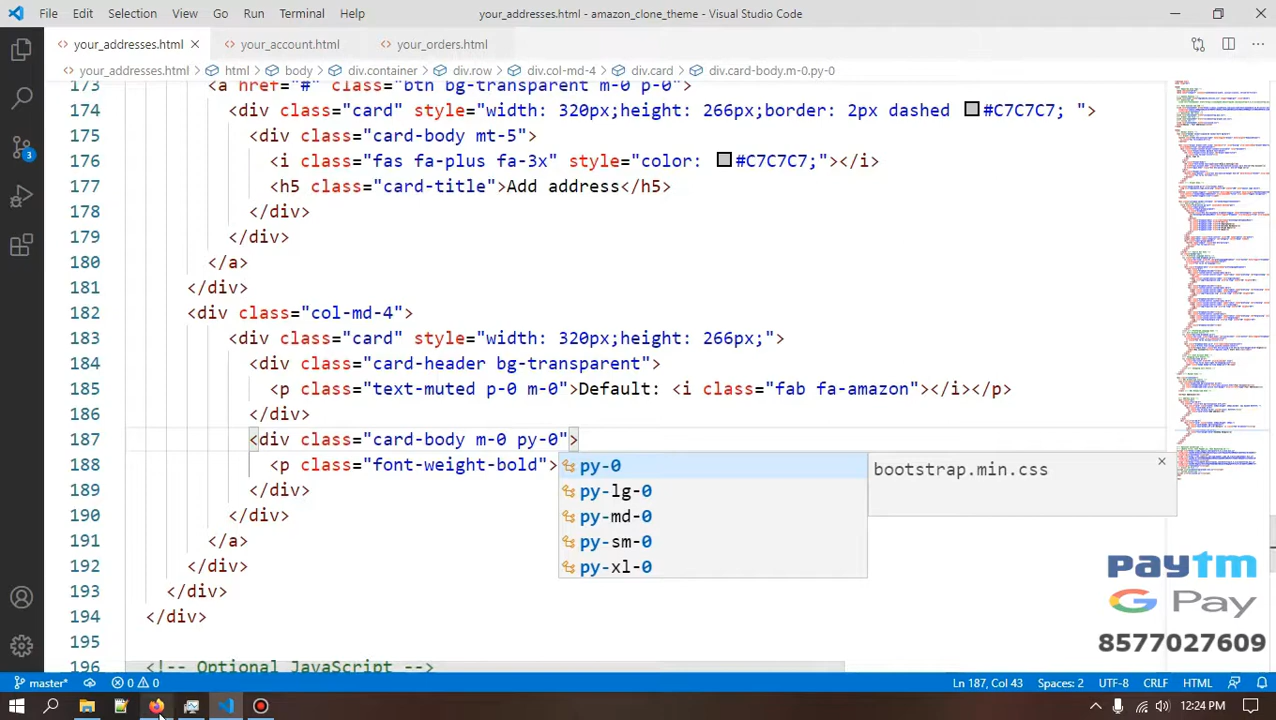 File Edit Selection View Go Run Terminal Help
your_addresses.html - amazon_clone_theme - Visual Studio Code
your_addresses.html
your_account.html
your_orders.html
your_addresses.html > html > body > div.container > div.row > div.col-md-4 > div.card > div.card-body.m-0.py-0
173 <a href="#" class="btn bg-transparent m-0 p-0">
174 <div class="card" style="width: 320px;height: 266px;border: 2px dashed #C7C7C7; ">
175 <div class="card-body m-5">
176 <i class="fas fa-plus fa-3x" style="color: #C7C7C7;"></i>
177 <h5 class="card-title">Add address</h5>
178 </div>
179 </div>
180 </a>
181 </div>
182 <div class="col-md-4">
183 <div class="card" style="width: 320px;height: 266px;">
184 <div class="card-header bg-transparent">
185 <p class="text-muted p-0 m-0">Default: <i class="fab fa-amazon"></i></p>
186 </div>
187 <div class="card-body m-0 py-0">
188 <p class="font-weight-bold">
189 </div>
190 </div>
191 </a>
192 </div>
193 </div>
194 </div>
195
196 <!-- Optional JavaScript -->
py-0
py-lg-0
py-md-0
py-sm-0
py-xl-0
3
paytm
G Pay
8577027609
master* 0 0
Ln 187, Col 43 Spaces: 2 UTF-8 CRLF HTML
12:24 PM